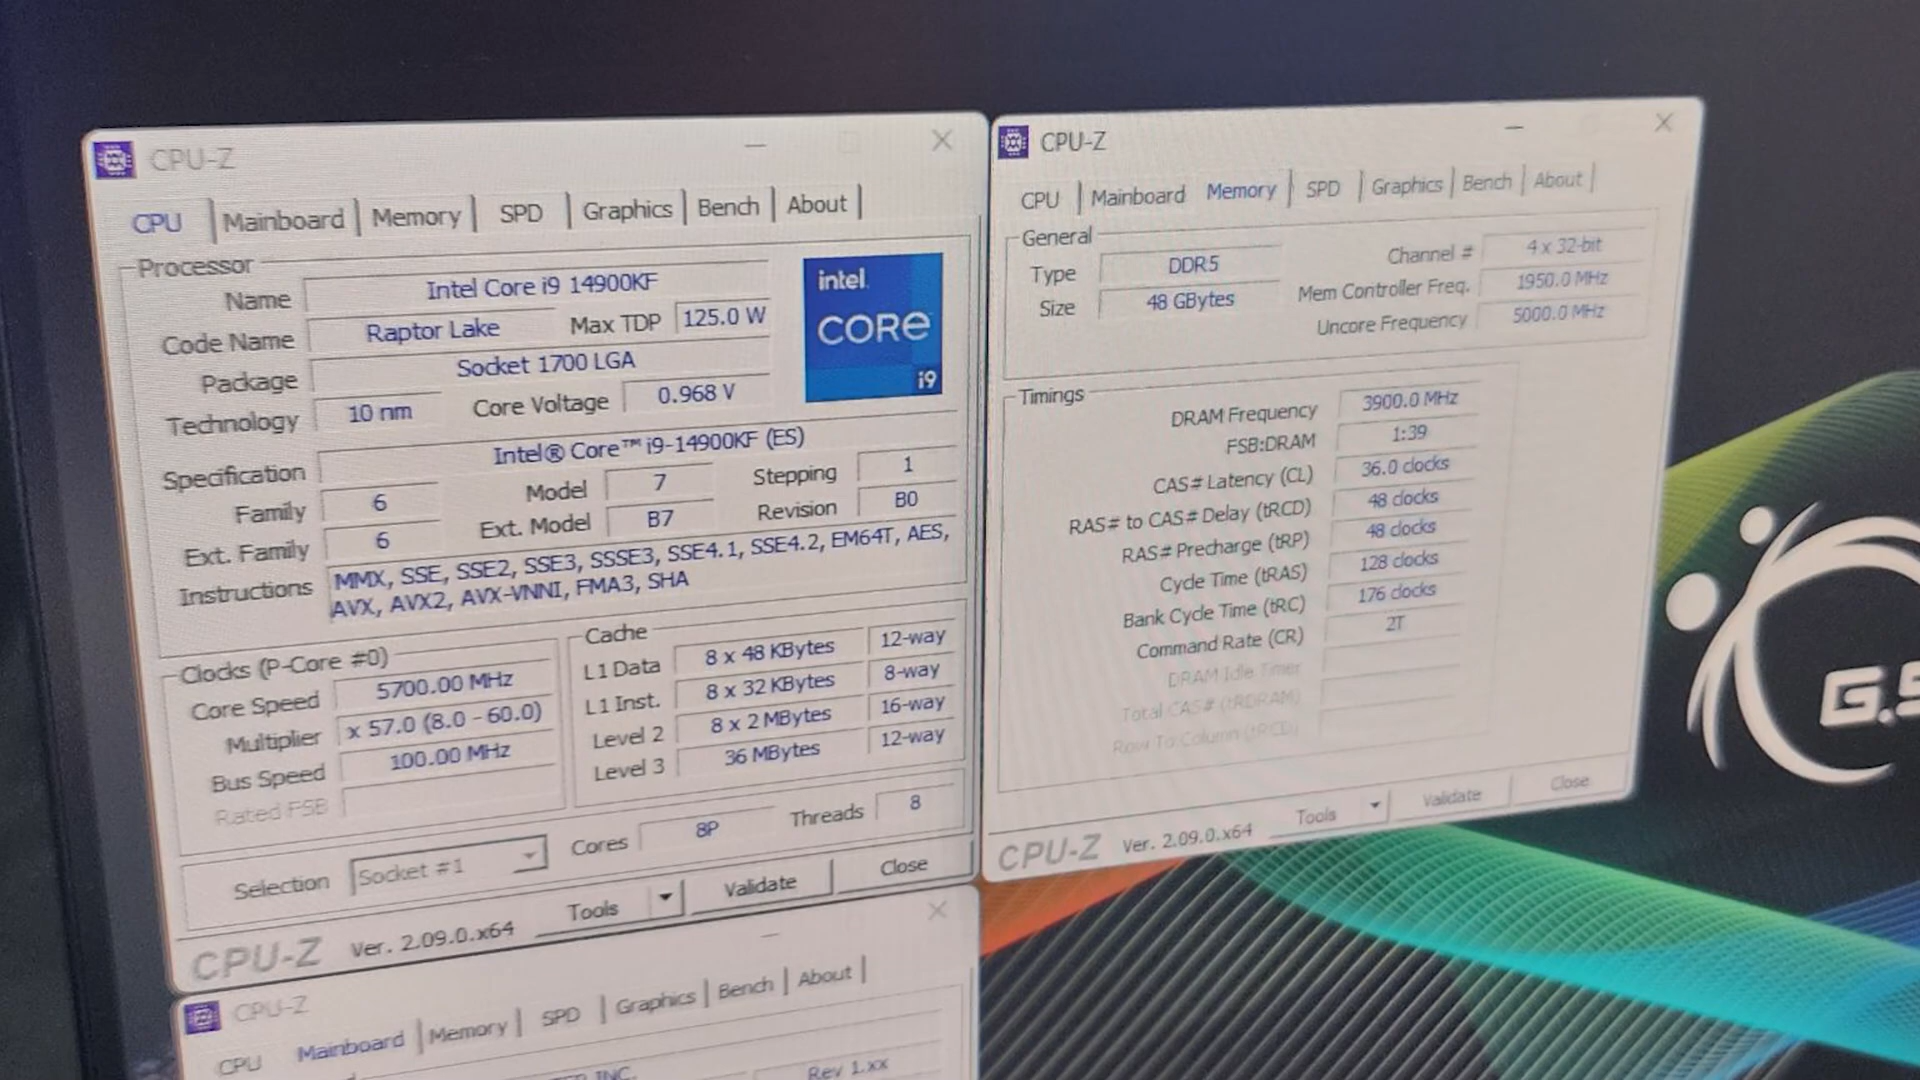 CPU-Z
CPU Mainboard Memory SPD Graphics Bench About
Processor
Name Intel Core i9 14900KF
Code Name Raptor Lake Max TDP 125.0 W
Package Socket 1700 LGA
Technology 10 nm Core Voltage 0.968 V
Specification Intel® Core™ i9-14900KF (ES)
Family 6 Model 7 Stepping 1
Ext. Family 6 Ext. Model B7 Revision B0
Instructions MMX, SSE, SSE2, SSE3, SSSE3, SSE4.1, SSE4.2, EM64T, AES,
AVX, AVX2, AVX-VNNI, FMA3, SHA
intel
CORe
i9
Clocks (P-Core #0)
Core Speed 5700.00 MHz
Multiplier x 57.0 (8.0 - 60.0)
Bus Speed 100.00 MHz
Rated FSB
Cache
L1 Data 8 x 48 KBytes 12-way
L1 Inst. 8 x 32 KBytes 8-way
Level 2 8 x 2 MBytes 16-way
Level 3 36 MBytes 12-way
Selection Socket #1 Cores 8P Threads 8
CPU-Z Ver. 2.09.0.x64 Tools Validate Close
CPU-Z
CPU Mainboard Memory SPD Graphics Bench About
General
Type DDR5 Channel # 4 x 32-bit
Size 48 GBytes Mem Controller Freq. 1950.0 MHz
Uncore Frequency 5000.0 MHz
Timings
DRAM Frequency 3900.0 MHz
FSB:DRAM 1:39
CAS# Latency (CL) 36.0 clocks
RAS# to CAS# Delay (tRCD) 48 clocks
RAS# Precharge (tRP) 48 clocks
Cycle Time (tRAS) 128 clocks
Bank Cycle Time (tRC) 176 clocks
Command Rate (CR) 2T
DRAM Idle Timer
Total CAS# (tRDRAM)
Row To Column (tRCD)
CPU-Z Ver. 2.09.0.x64 Tools Validate Close
CPU-Z
CPU Mainboard Memory SPD Graphics Bench About
INC. Rev 1.xx
G.S